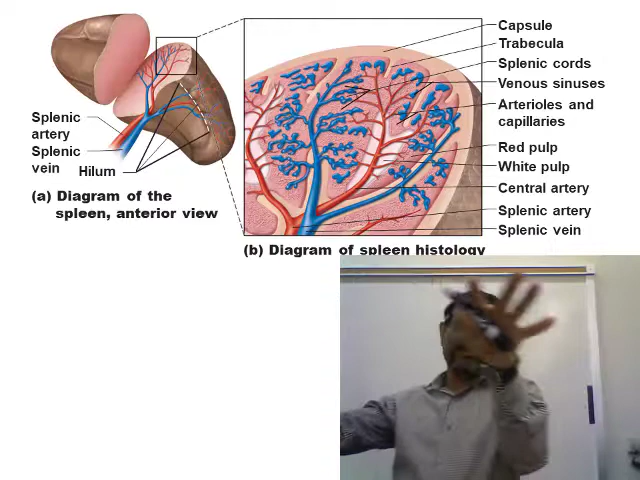 Splenic
artery
Splenic
vein
Hilum
(a) Diagram of the
spleen, anterior view
Capsule
Trabecula
Splenic cords
Venous sinuses
Arterioles and
capillaries
Red pulp
White pulp
Central artery
Splenic artery
Splenic vein
(b) Diagram of spleen histology